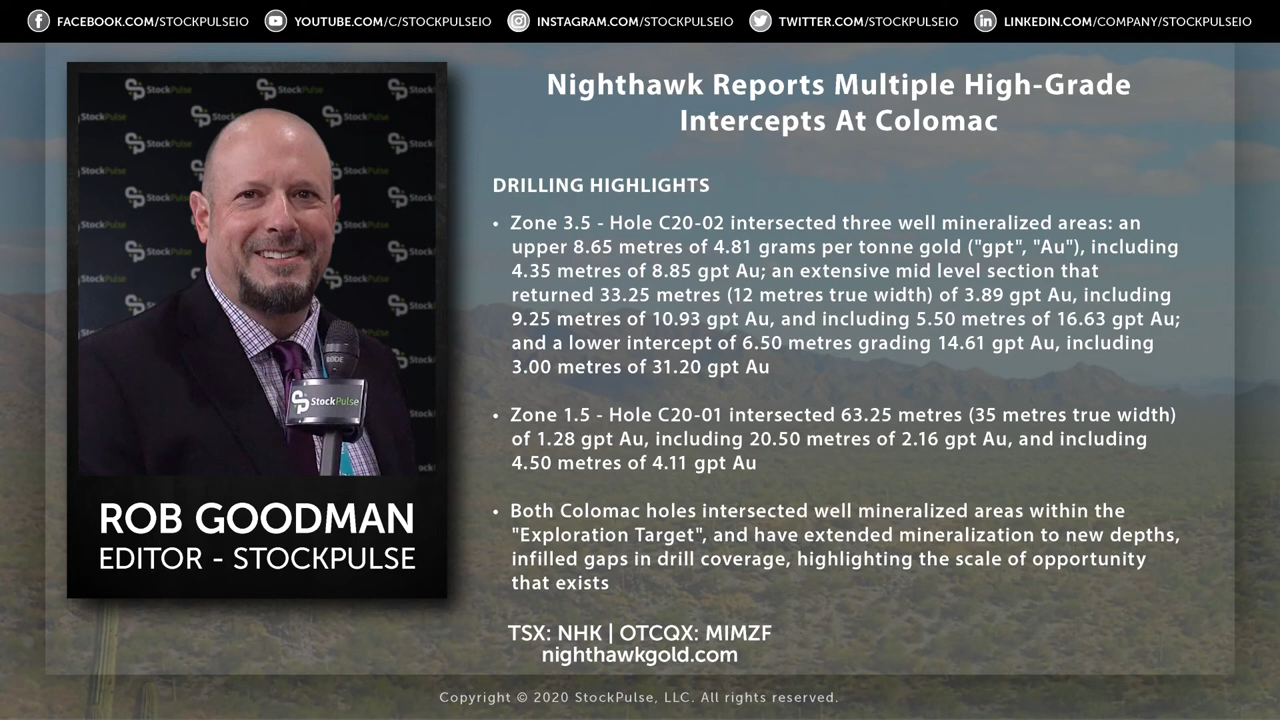 FACEBOOK.COM/STOCKPULSEIO
YOUTUBE.COM/C/STOCKPULSEIO
INSTAGRAM.COM/STOCKPULSEIO
TWITTER.COM/STOCKPULSEIO
LINKEDIN.COM/COMPANY/STOCKPULSEIO
StockPulse
RØDE
StockPulse
ROB GOODMAN
EDITOR - STOCKPULSE
Nighthawk Reports Multiple High-Grade
Intercepts At Colomac
DRILLING HIGHLIGHTS
• Zone 3.5 - Hole C20-02 intersected three well mineralized areas: an
upper 8.65 metres of 4.81 grams per tonne gold ("gpt", "Au"), including
4.35 metres of 8.85 gpt Au; an extensive mid level section that
returned 33.25 metres (12 metres true width) of 3.89 gpt Au, including
9.25 metres of 10.93 gpt Au, and including 5.50 metres of 16.63 gpt Au;
and a lower intercept of 6.50 metres grading 14.61 gpt Au, including
3.00 metres of 31.20 gpt Au
• Zone 1.5 - Hole C20-01 intersected 63.25 metres (35 metres true width)
of 1.28 gpt Au, including 20.50 metres of 2.16 gpt Au, and including
4.50 metres of 4.11 gpt Au
• Both Colomac holes intersected well mineralized areas within the
"Exploration Target", and have extended mineralization to new depths,
infilled gaps in drill coverage, highlighting the scale of opportunity
that exists
TSX: NHK | OTCQX: MIMZF
nighthawkgold.com
Copyright © 2020 StockPulse, LLC. All rights reserved.